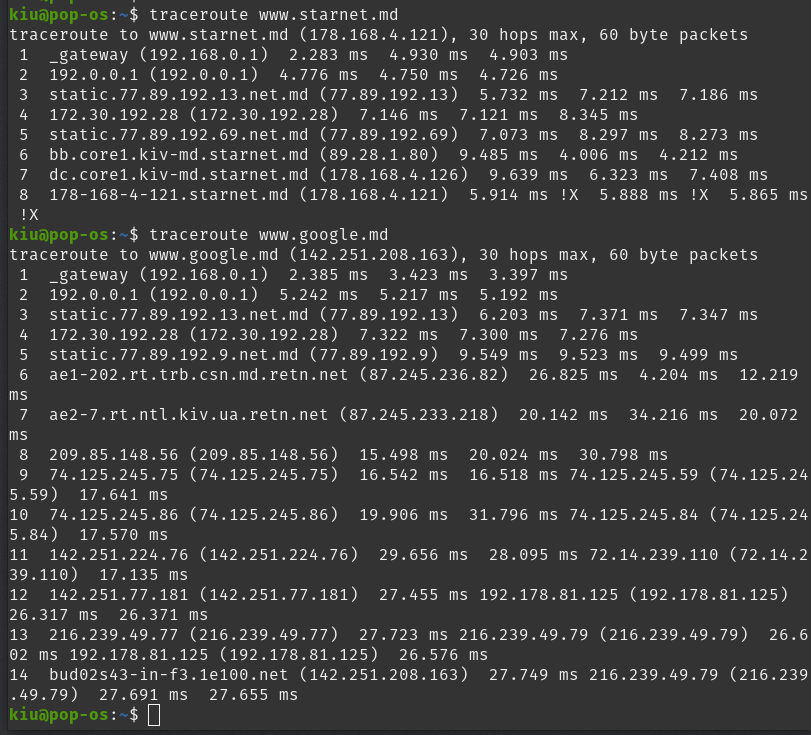 kiu@pop-os:~$ traceroute www.starnet.md
traceroute to www.starnet.md (178.168.4.121), 30 hops max, 60 byte packets
 1  _gateway (192.168.0.1)  2.283 ms  4.930 ms  4.903 ms
 2  192.0.0.1 (192.0.0.1)  4.776 ms  4.750 ms  4.726 ms
 3  static.77.89.192.13.net.md (77.89.192.13)  5.732 ms  7.212 ms  7.186 ms
 4  172.30.192.28 (172.30.192.28)  7.146 ms  7.121 ms  8.345 ms
 5  static.77.89.192.69.net.md (77.89.192.69)  7.073 ms  8.297 ms  8.273 ms
 6  bb.core1.kiv-md.starnet.md (89.28.1.80)  9.485 ms  4.006 ms  4.212 ms
 7  dc.core1.kiv-md.starnet.md (178.168.4.126)  9.639 ms  6.323 ms  7.408 ms
 8  178-168-4-121.starnet.md (178.168.4.121)  5.914 ms !X  5.888 ms !X  5.865 ms
 !X
kiu@pop-os:~$ traceroute www.google.md
traceroute to www.google.md (142.251.208.163), 30 hops max, 60 byte packets
 1  _gateway (192.168.0.1)  2.385 ms  3.423 ms  3.397 ms
 2  192.0.0.1 (192.0.0.1)  5.242 ms  5.217 ms  5.192 ms
 3  static.77.89.192.13.net.md (77.89.192.13)  6.203 ms  7.371 ms  7.347 ms
 4  172.30.192.28 (172.30.192.28)  7.322 ms  7.300 ms  7.276 ms
 5  static.77.89.192.9.net.md (77.89.192.9)  9.549 ms  9.523 ms  9.499 ms
 6  ae1-202.rt.trb.csn.md.retn.net (87.245.236.82)  26.825 ms  4.204 ms  12.219
ms
 7  ae2-7.rt.ntl.kiv.ua.retn.net (87.245.233.218)  20.142 ms  34.216 ms  20.072
ms
 8  209.85.148.56 (209.85.148.56)  15.498 ms  20.024 ms  30.798 ms
 9  74.125.245.75 (74.125.245.75)  16.542 ms  16.518 ms 74.125.245.59 (74.125.24
5.59)  17.641 ms
10  74.125.245.86 (74.125.245.86)  19.906 ms  31.796 ms 74.125.245.84 (74.125.24
5.84)  17.570 ms
11  142.251.224.76 (142.251.224.76)  29.656 ms  28.095 ms 72.14.239.110 (72.14.2
39.110)  17.135 ms
12  142.251.77.181 (142.251.77.181)  27.455 ms 192.178.81.125 (192.178.81.125)
26.317 ms  26.371 ms
13  216.239.49.77 (216.239.49.77)  27.723 ms 216.239.49.79 (216.239.49.79)  26.6
02 ms 192.178.81.125 (192.178.81.125)  26.576 ms
14  bud02s43-in-f3.1e100.net (142.251.208.163)  27.749 ms 216.239.49.79 (216.239
.49.79)  27.691 ms  27.655 ms
kiu@pop-os:~$